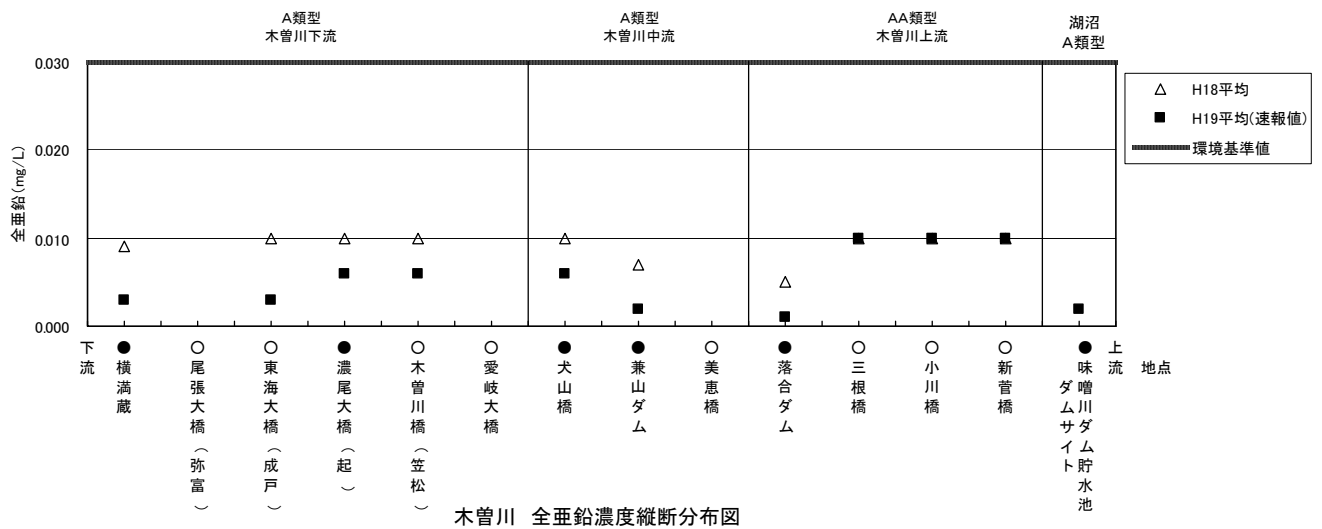 A類型
木曽川下流
A類型
木曽川中流
AA類型
木曽川上流
湖沼
A類型
全亜鉛(mg/L)
0.030
0.020
0.010
0.000
H18平均
H19平均(速報値)
環境基準値
下流
横満蔵
尾張大橋(弥富)
東海大橋(成戸)
濃尾大橋(起)
木曽川橋(笠松)
愛岐大橋
犬山橋
兼山ダム
美恵橋
落合ダム
三根橋
小川橋
新菅橋
味噌川ダム貯水池
ダムサイト
上流
地点
木曽川 全亜鉛濃度縦断分布図